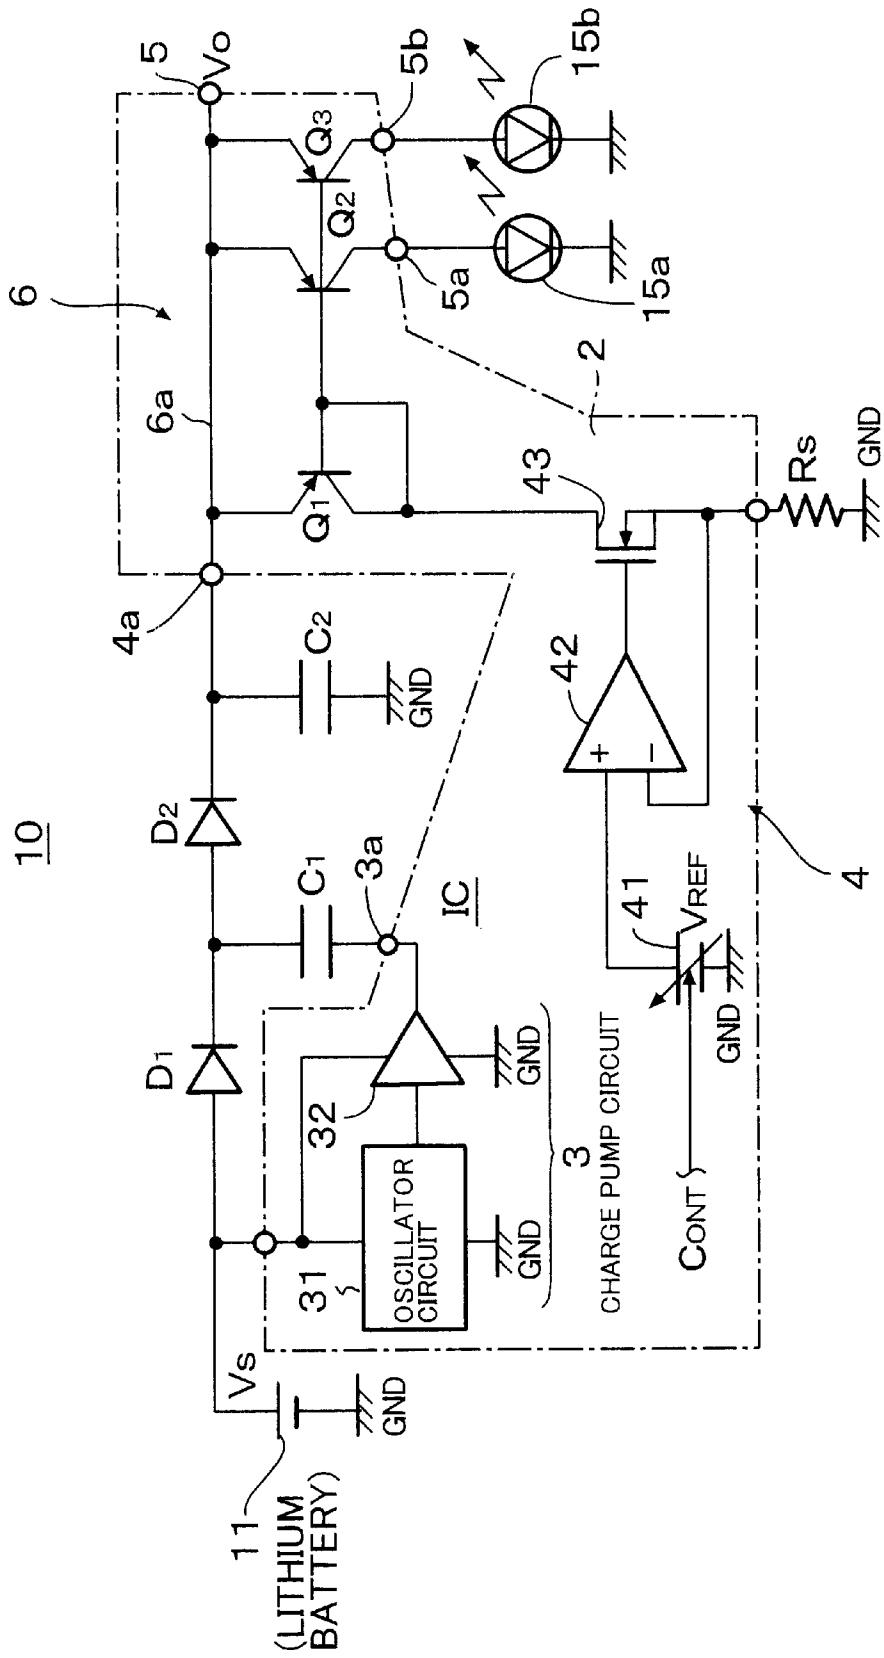 10
6
5
Vo
5b
15b
Q3
Q2
5a
15a
6a
Q1
4a
2
43
Rs
GND
C2
GND
42
+
−
D2
C1
3a
IC
41
VREF
GND
4
D1
32
GND
31
OSCILLATOR
CIRCUIT
GND
3
CHARGE PUMP CIRCUIT
CONT
Vs
GND
11
(LITHIUM
BATTERY)